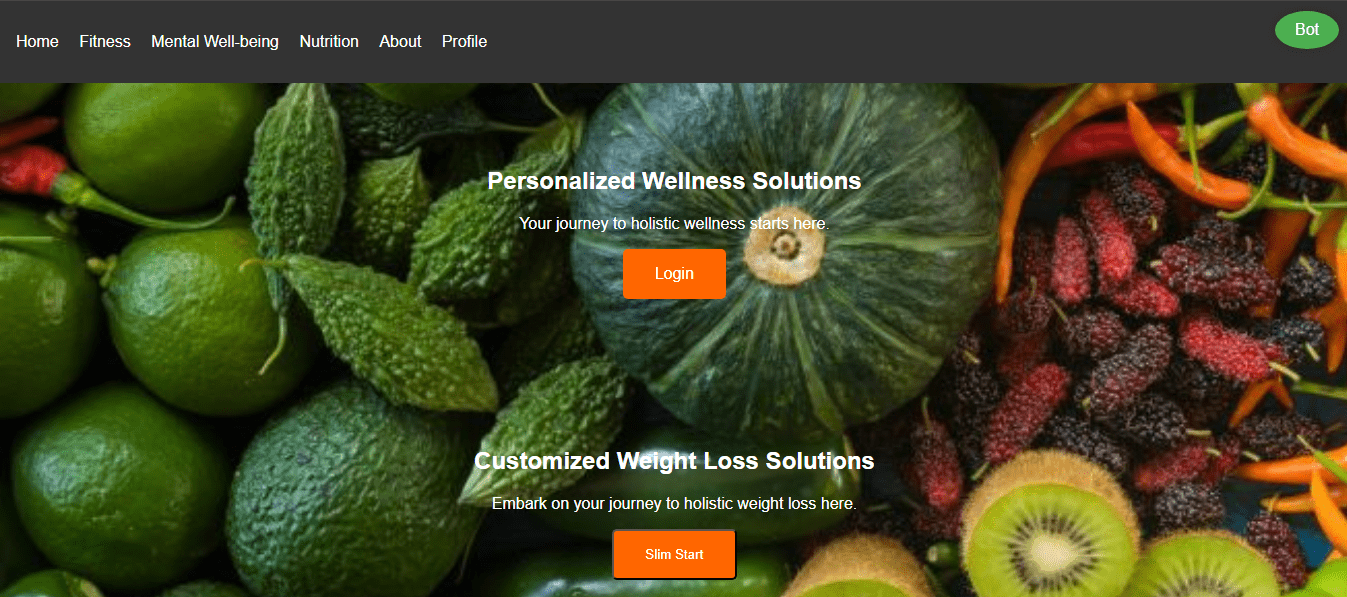 Home Fitness Mental Well-being Nutrition About Profile Bot
Personalized Wellness Solutions
Your journey to holistic wellness starts here.
Login
Customized Weight Loss Solutions
Embark on your journey to holistic weight loss here.
Slim Start